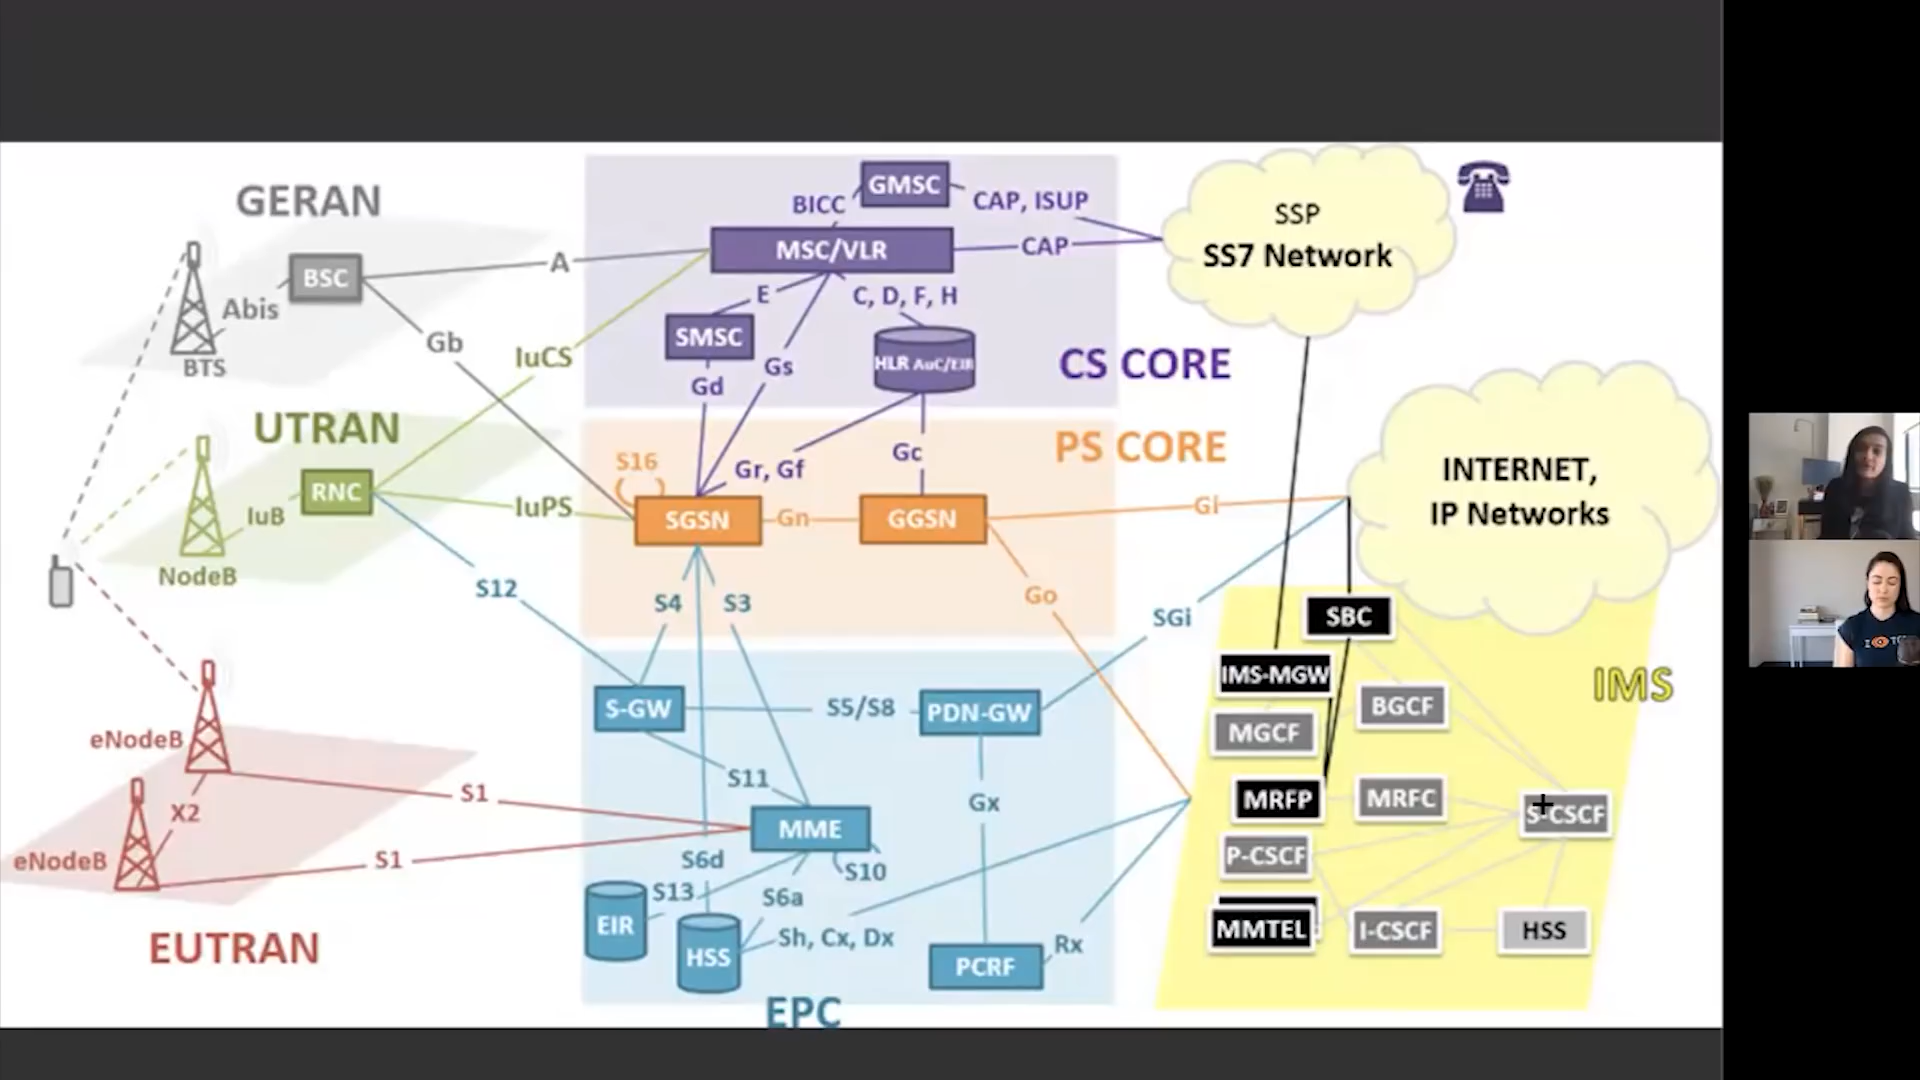 GERAN
BSC
Abis
BTS
A
Gb
IuCS
UTRAN
RNC
IuB
NodeB
IuPS
S12
eNodeB
X2
eNodeB
S1
S1
EUTRAN
GMSC
BICC
CAP, ISUP
MSC/VLR
CAP
E
C, D, F, H
SMSC
Gs
HLR AuC/EIR
Gd
CS CORE
PS CORE
S16
Gr, Gf
Gc
SGSN
Gn
GGSN
Gi
S4
S3
Go
SGi
S-GW
S5/S8
PDN-GW
S11
Gx
MME
S6d
S10
S13
S6a
EIR
HSS
Sh, Cx, Dx
PCRF
Rx
EPC
SSP
SS7 Network
INTERNET,
IP Networks
SBC
IMS
IMS-MGW
BGCF
MGCF
MRFP
MRFC
S-CSCF
P-CSCF
MMTEL
I-CSCF
HSS